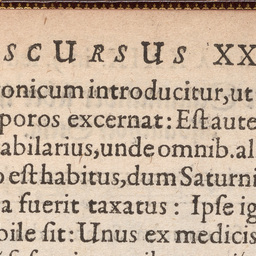 SCURSUS XX
onicum introducitur, ut
poros excernat: Est aute
abilarius, unde omnib. al
o est habitus, dum Saturni
a fuerit taxatus: Ipse ig
bile sit: Unus ex medicis